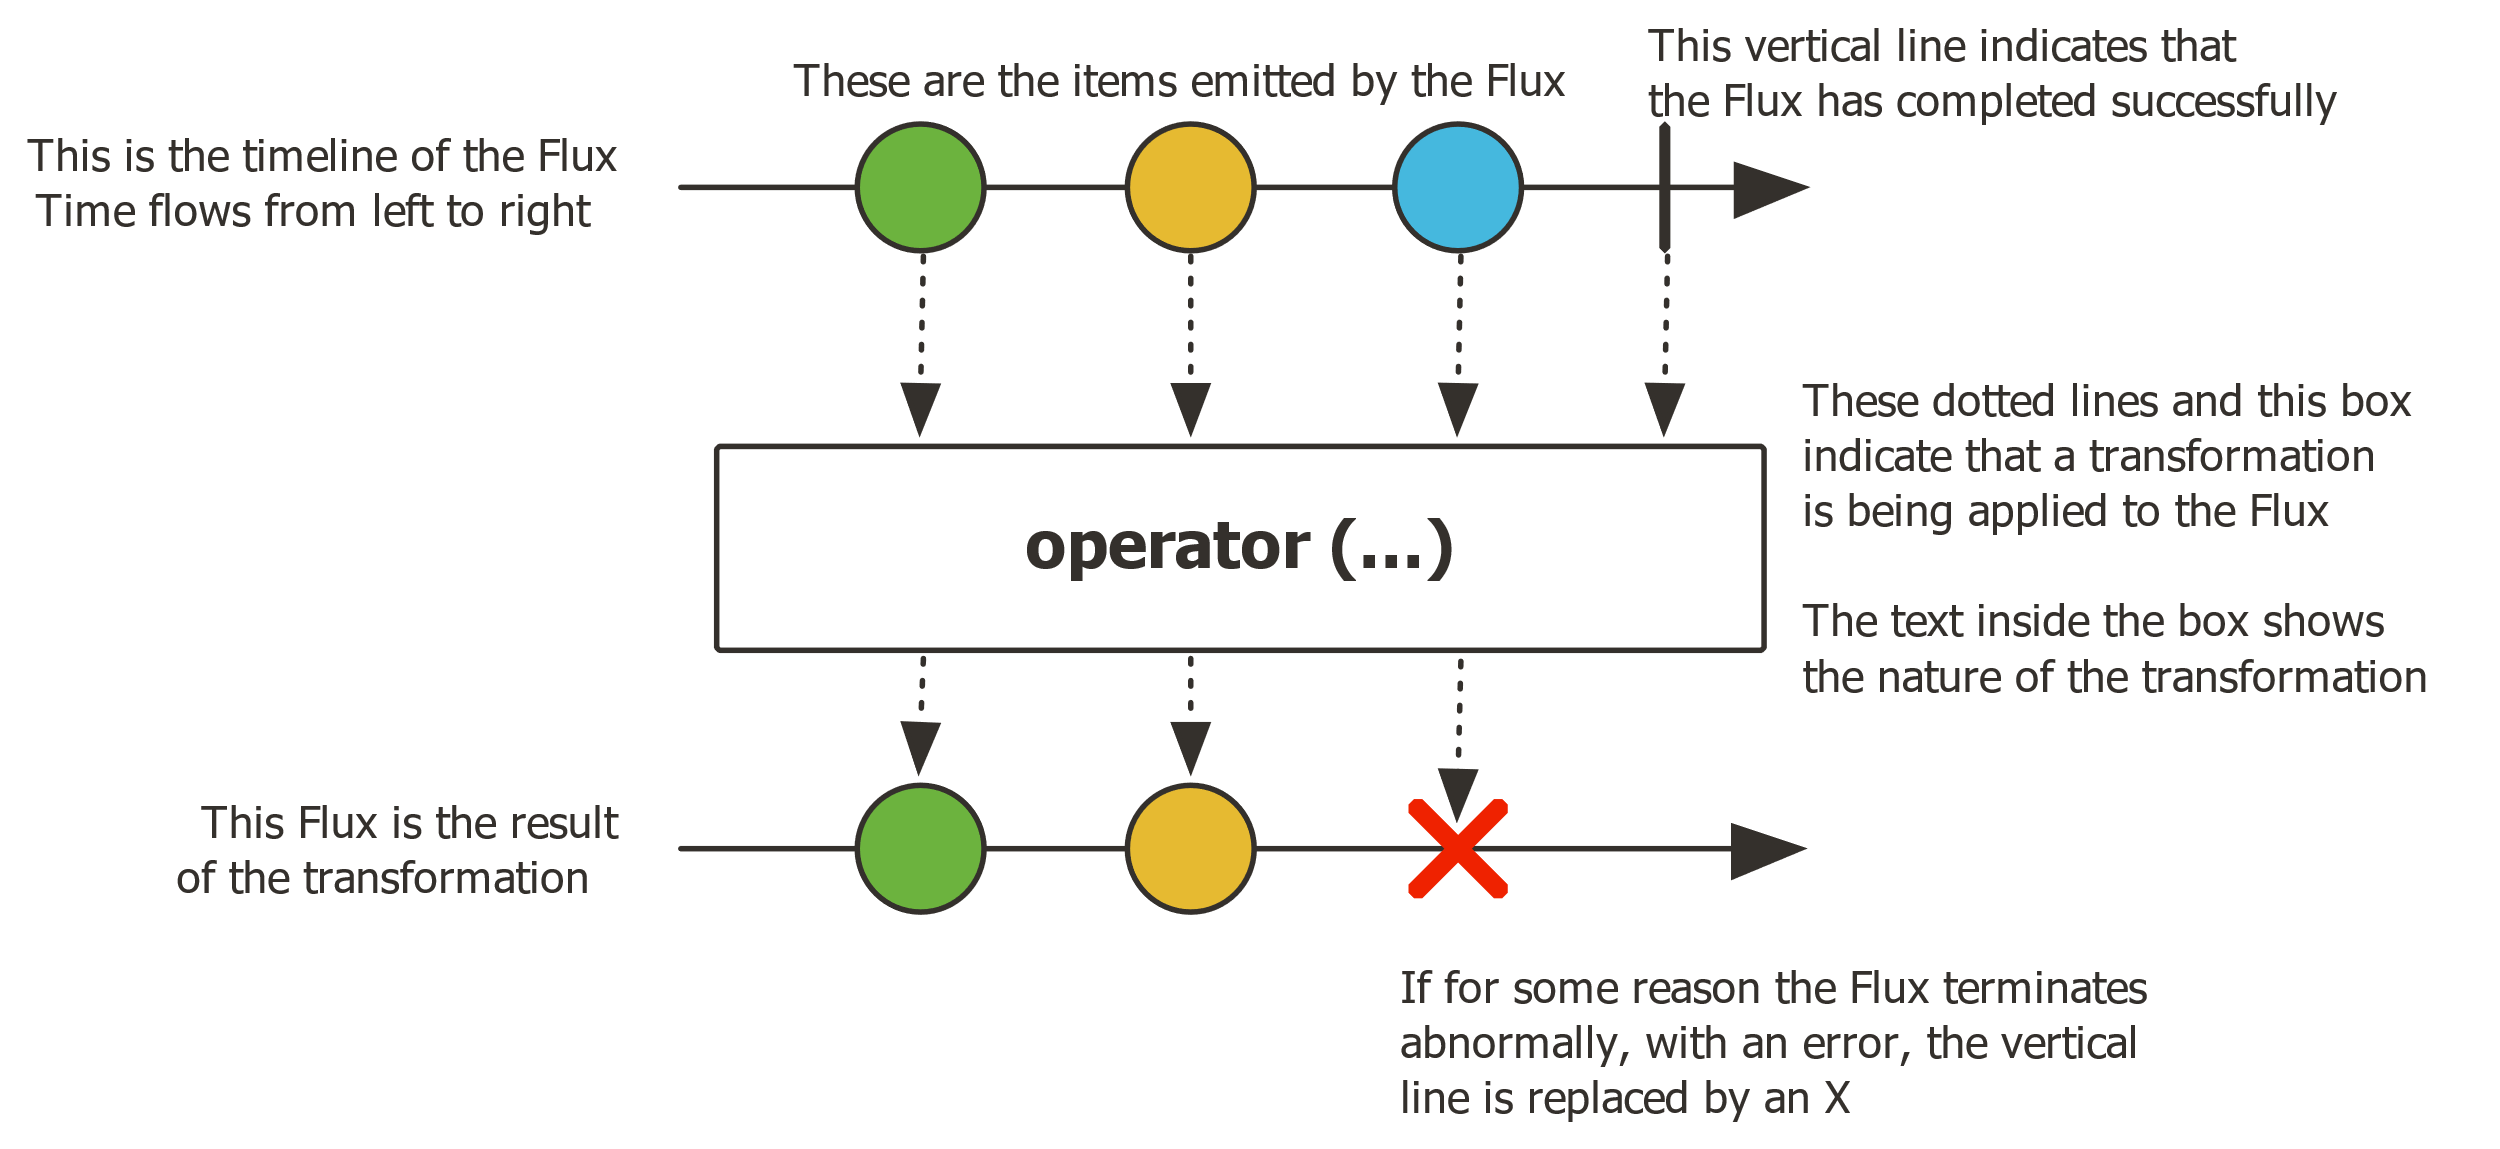 This vertical line indicates that
the Flux has completed successfully
These are the items emitted by the Flux
This is the timeline of the Flux
Time flows from left to right
These dotted lines and this box
indicate that a transformation
is being applied to the Flux
operator (...)
The text inside the box shows
the nature of the transformation
This Flux is the result
of the transformation
If for some reason the Flux terminates
abnormally, with an error, the vertical
line is replaced by an X